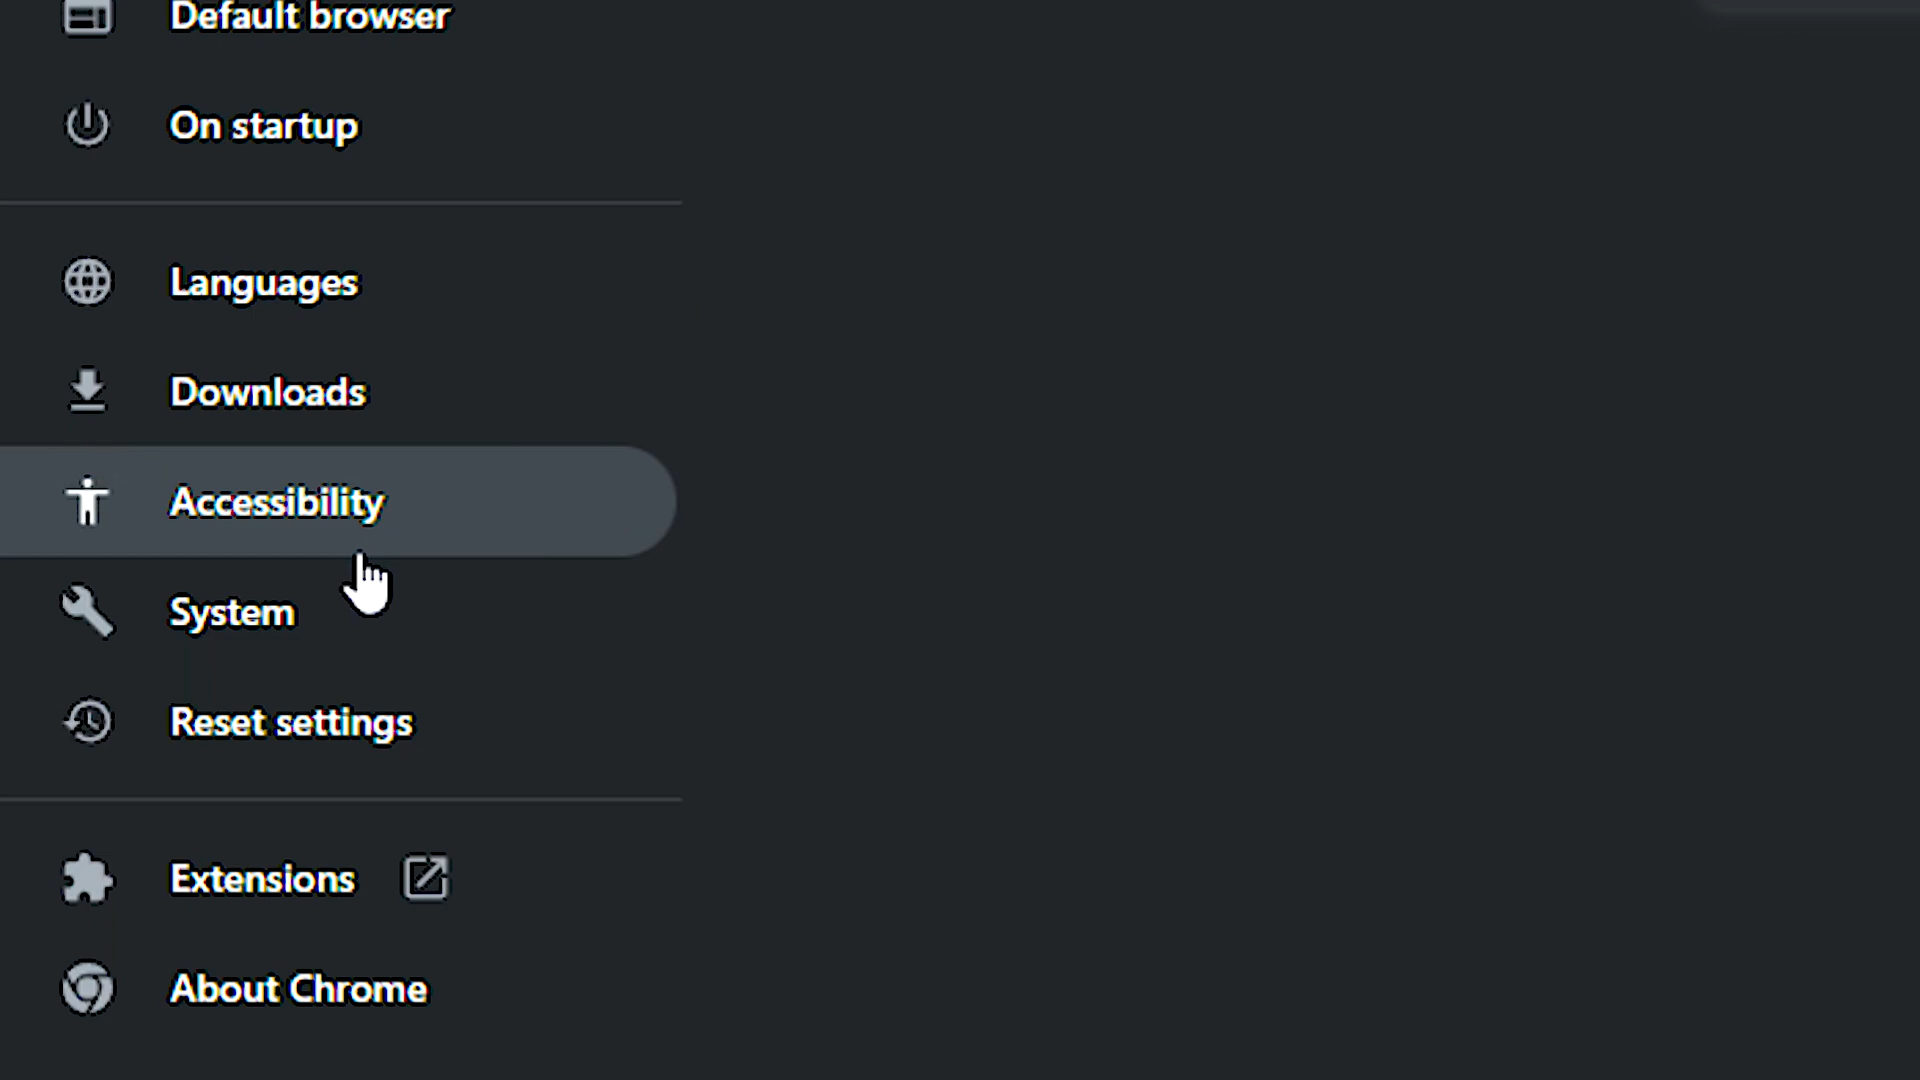 Default browser
On startup
Languages
Downloads
Accessibility
System
Reset settings
Extensions
About Chrome